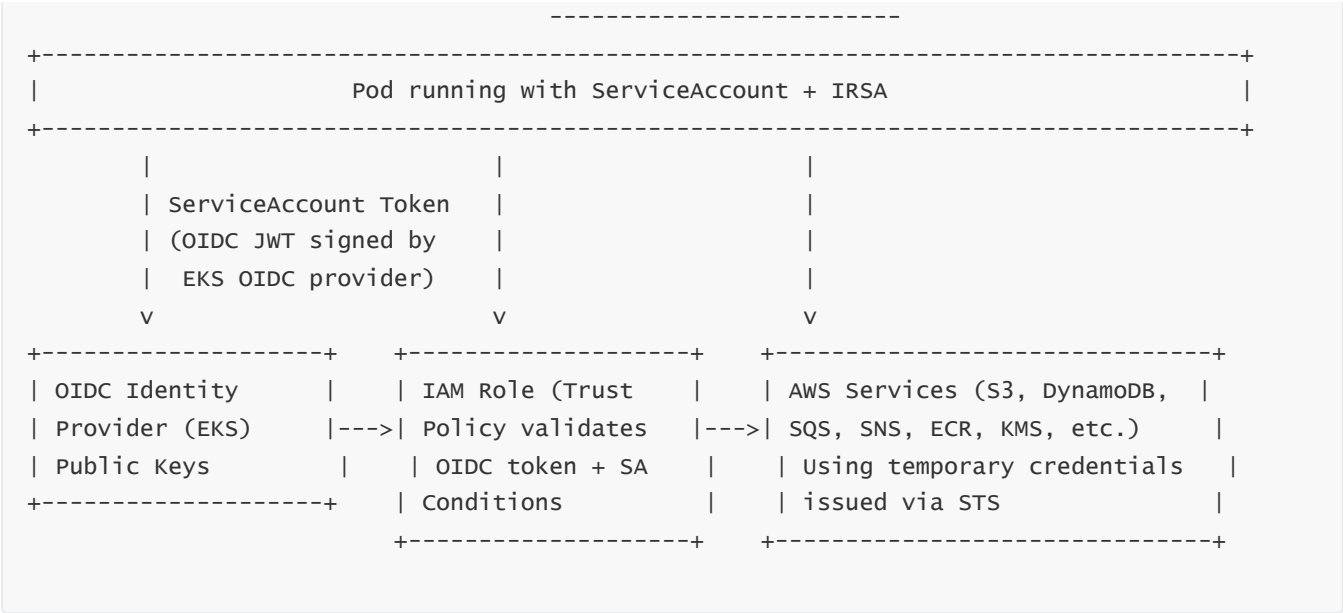 -------------------------
+-------------------------------------------------------------------------------------+
|                      Pod running with ServiceAccount + IRSA                         |
+-------------------------------------------------------------------------------------+
        |                        |                     |
        | ServiceAccount Token   |                     |
        | (OIDC JWT signed by    |                     |
        |  EKS OIDC provider)    |                     |
        v                        v                     v
+--------------------+    +--------------------+    +-------------------------------+
| OIDC Identity      |    | IAM Role (Trust    |    | AWS Services (S3, DynamoDB,  |
| Provider (EKS)     |--->| Policy validates   |--->| SQS, SNS, ECR, KMS, etc.)     |
| Public Keys         |    | OIDC token + SA    |    | Using temporary credentials   |
+--------------------+    | Conditions         |    | issued via STS                |
+--------------------+    +-------------------------------+